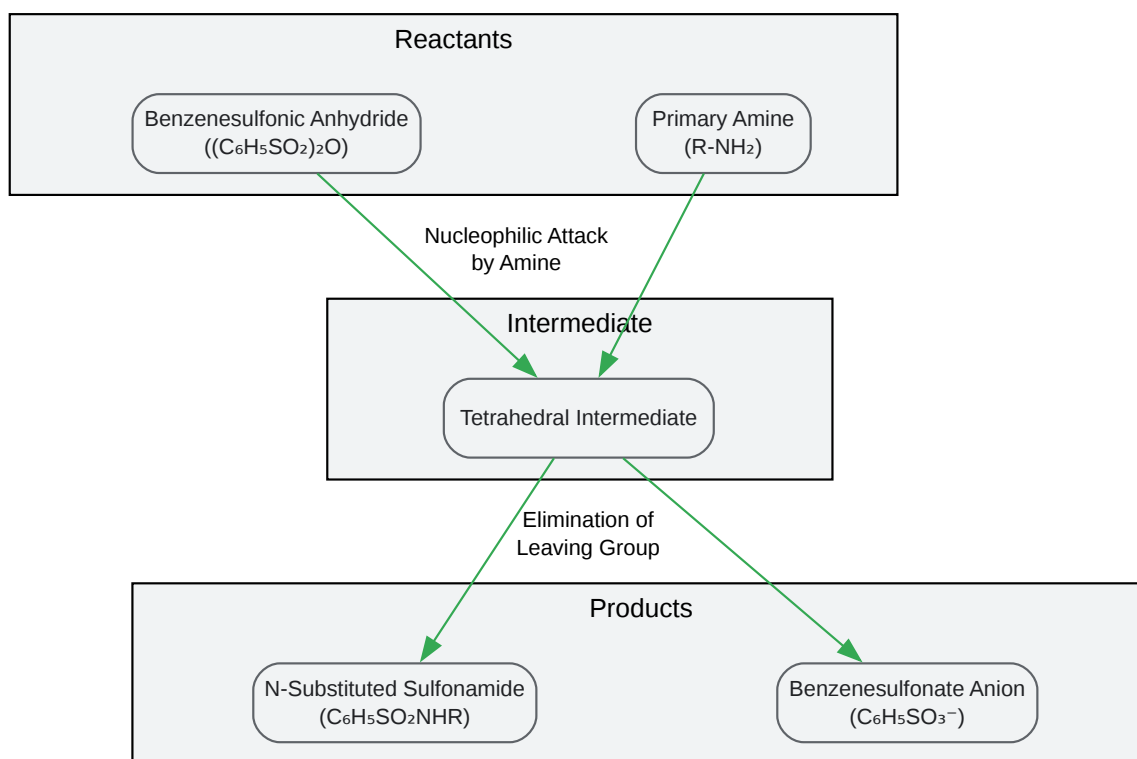 Reactants
Benzenesulfonic Anhydride
((C₆H₅SO₂)₂O)
Primary Amine
(R-NH₂)
Nucleophilic Attack
by Amine
Intermediate
Tetrahedral Intermediate
Elimination of
Leaving Group
Products
N-Substituted Sulfonamide
(C₆H₅SO₂NHR)
Benzenesulfonate Anion
(C₆H₅SO₃⁻)